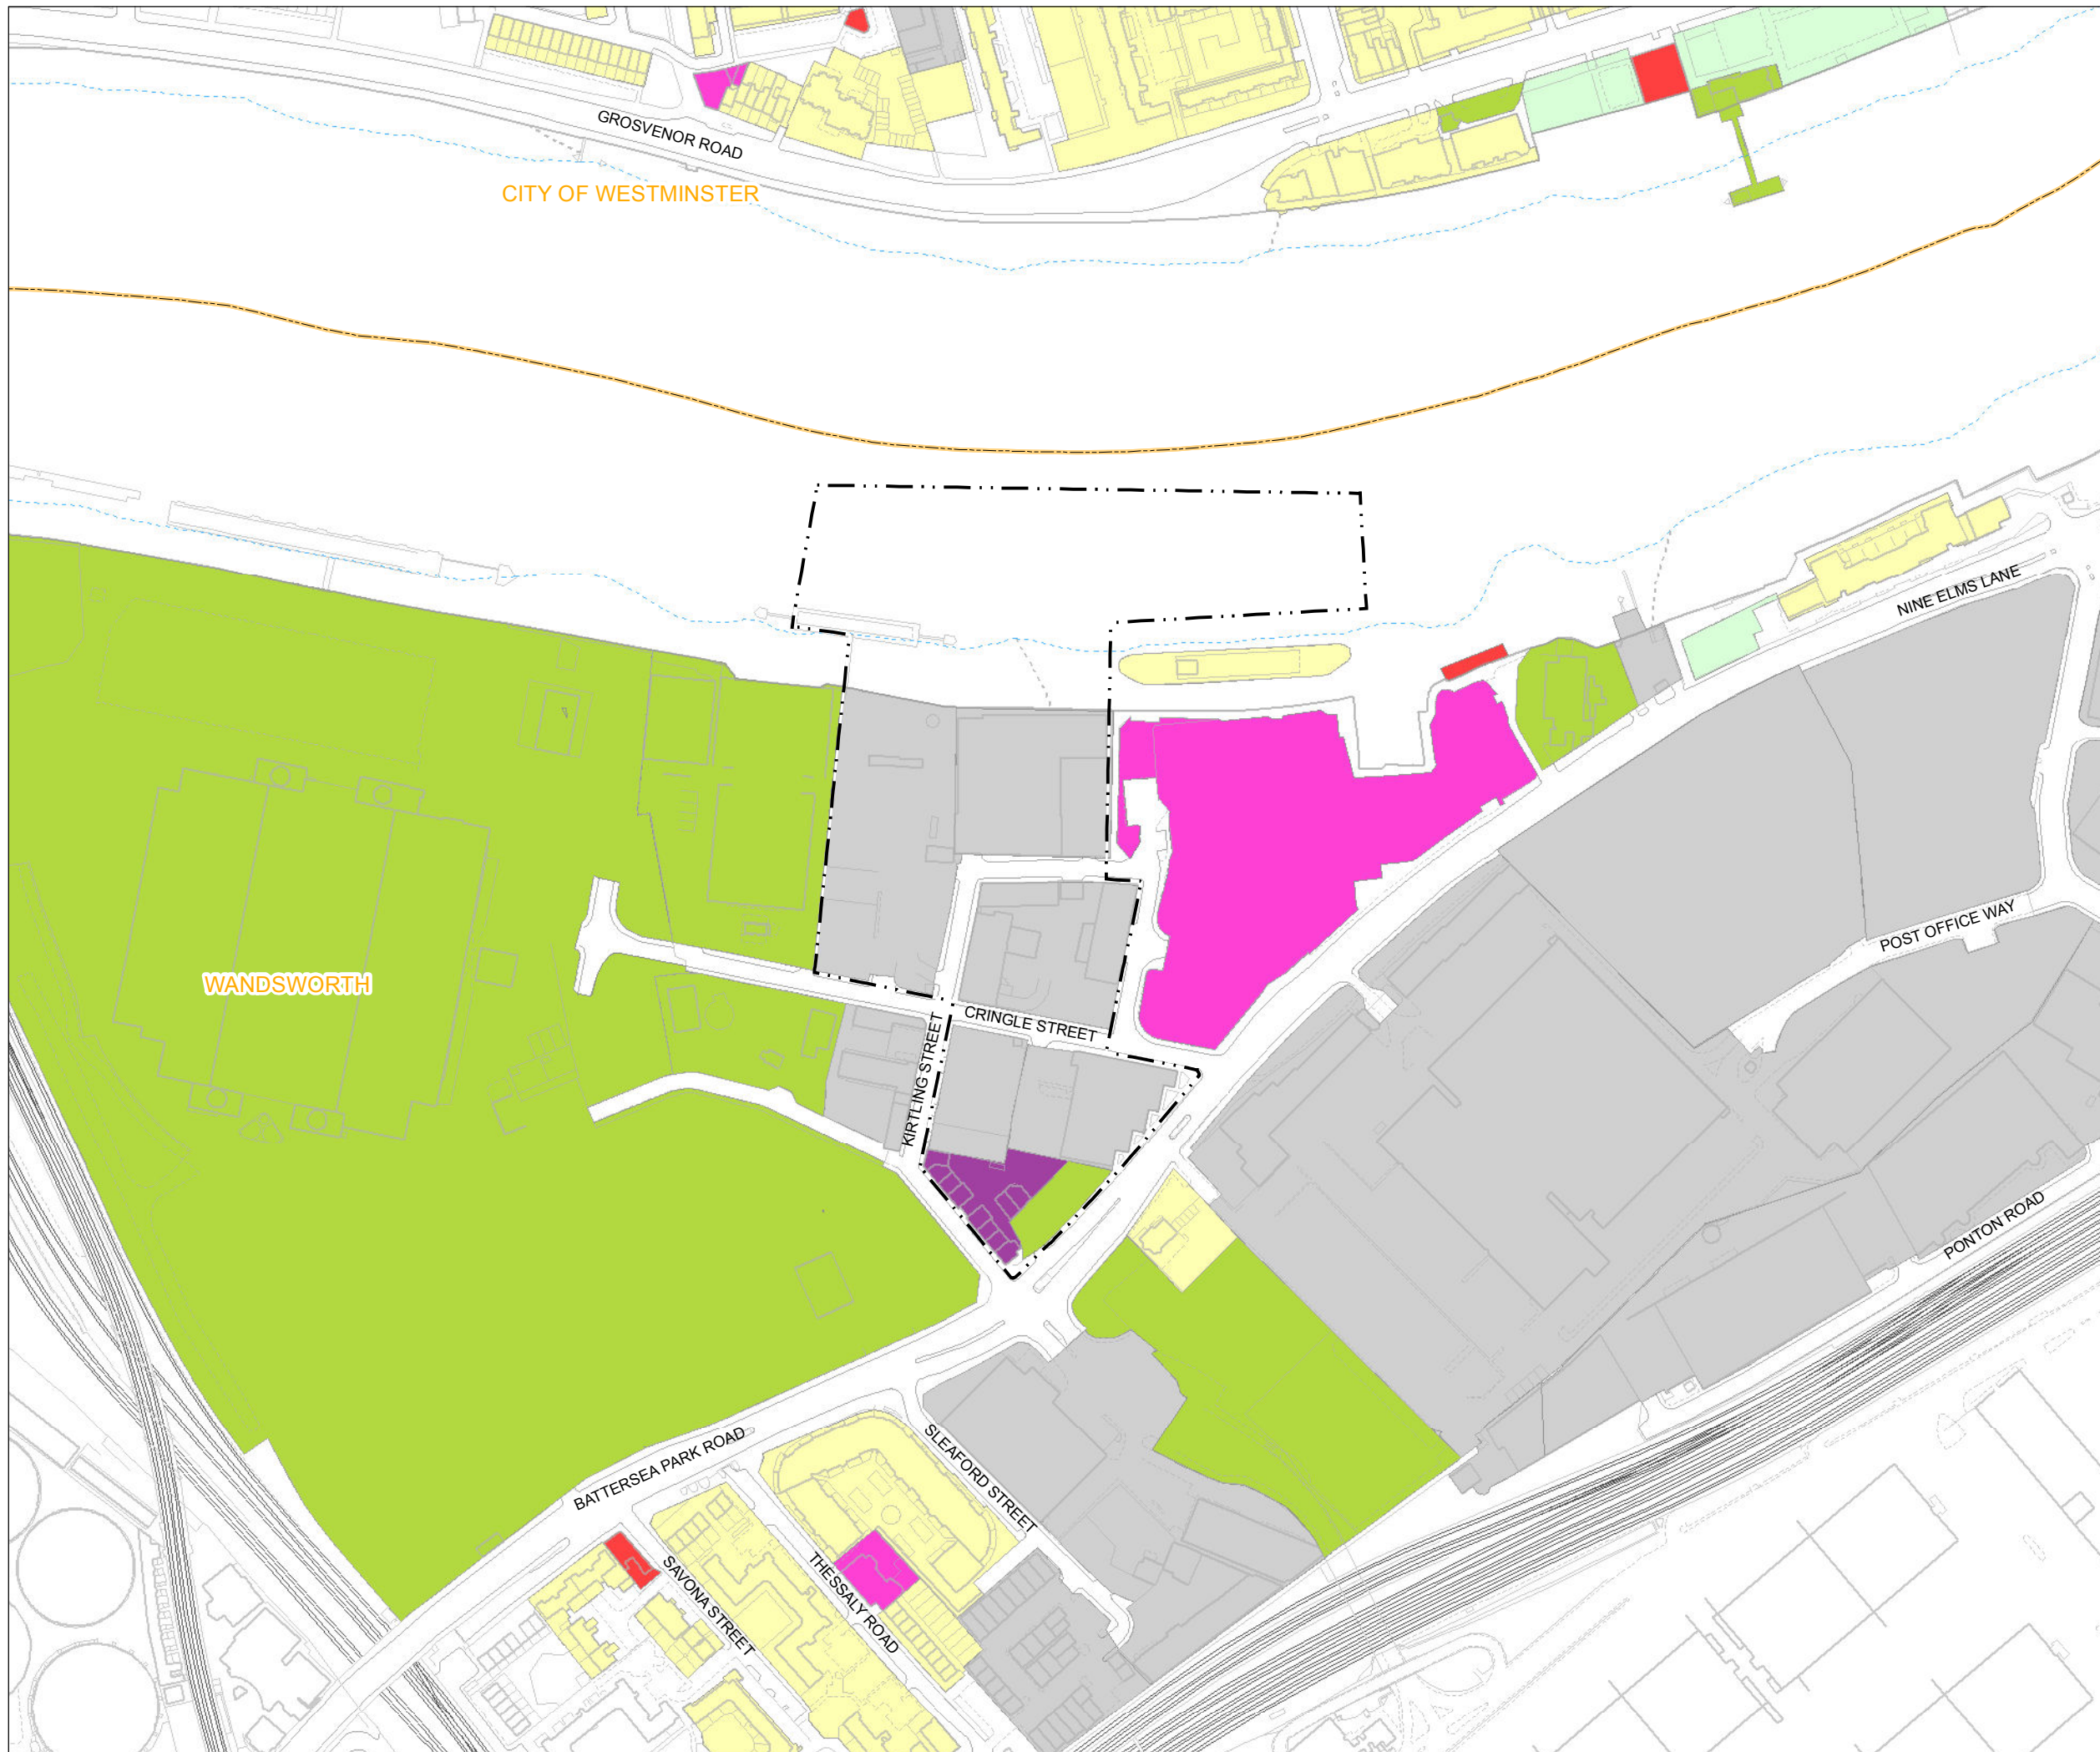 GROSVENOR ROAD
CITY OF WESTMINSTER
NINE ELMS LANE
POST OFFICE WAY
WANDSWORTH
CRINGLE STREET
KIRTLING STREET
PONTON ROAD
BATTERSEA PARK ROAD
SLEAFORD STREET
SAVONA STREET
THESSALY ROAD